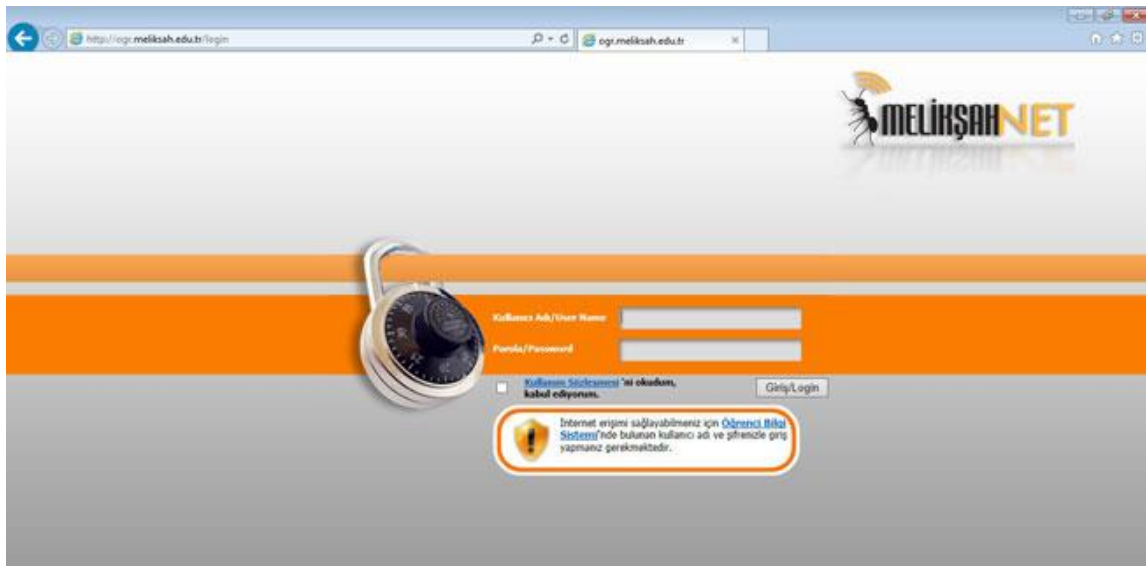 http://ogr.meliksah.edu.tr/login
ogr.meliksah.edu.tr
MELİKŞAHNET
Kullanıcı Adı/User Name
Parola/Password
Kullanım Sözleşmesi 'ni okudum,
kabul ediyorum.
Giriş/Login
İnternet erişimi sağlayabilmeniz için Öğrenci Bilgi
Sistemi'nde bulunan kullanıcı adı ve şifrenizle giriş
yapmanız gerekmektedir.